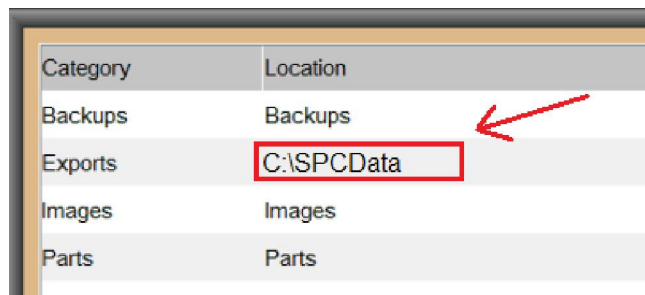 Category Location
Backups Backups
Exports C:\SPCData
Images Images
Parts Parts